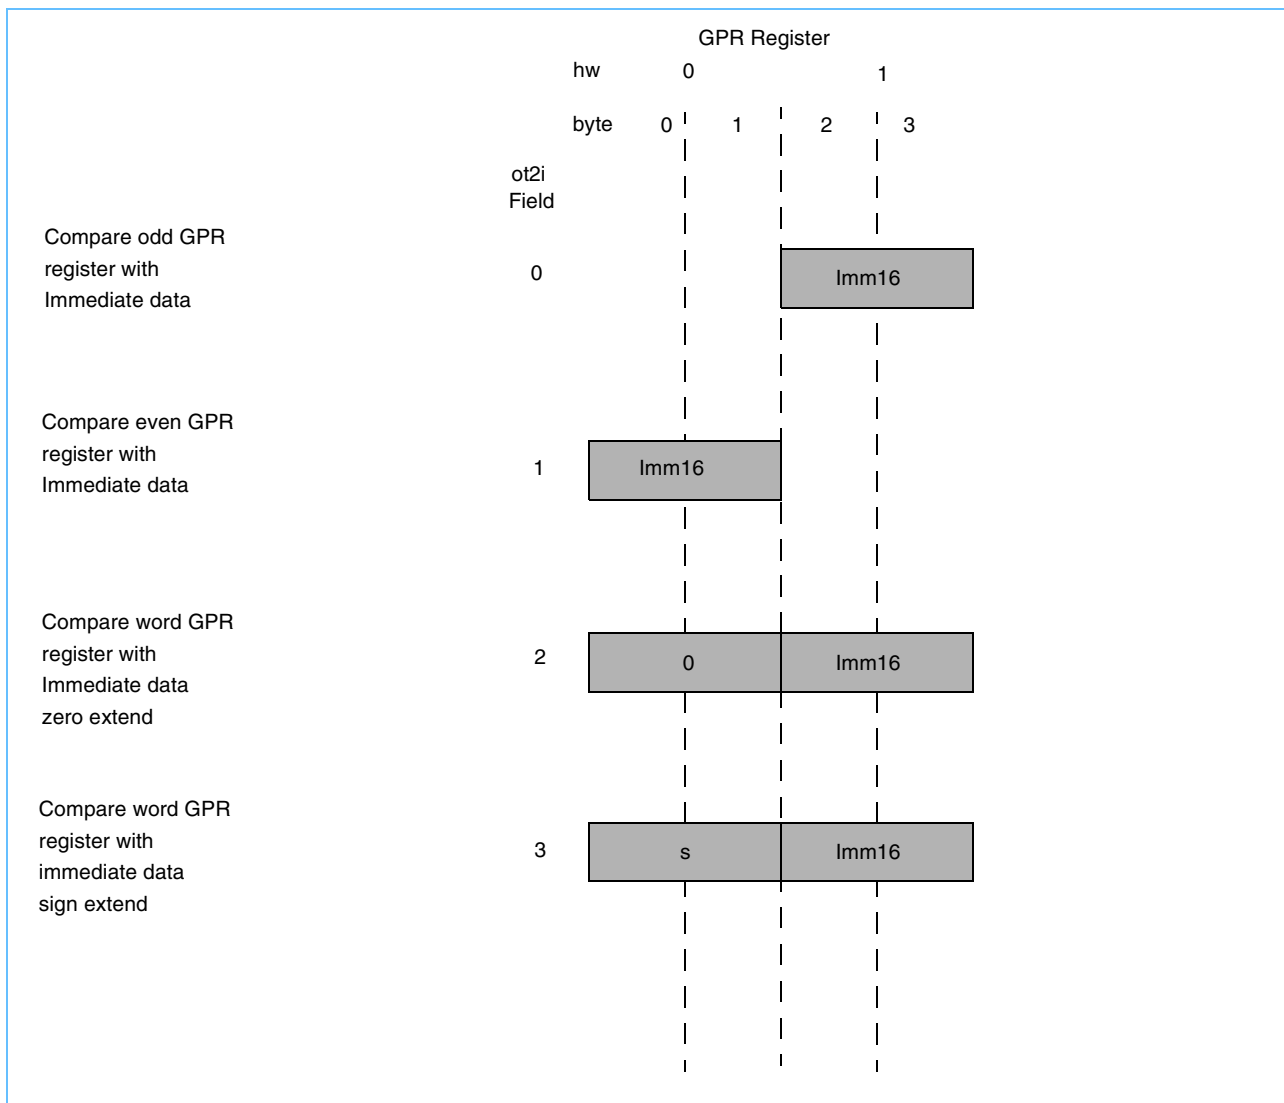 GPR Register
hw 0 1
byte 0 1 2 3
ot2i
Field
Compare odd GPR
register with
Immediate data
0
Imm16
Compare even GPR
register with
Immediate data
1
Imm16
Compare word GPR
register with
Immediate data
zero extend
2
0
Imm16
Compare word GPR
register with
immediate data
sign extend
3
s
Imm16